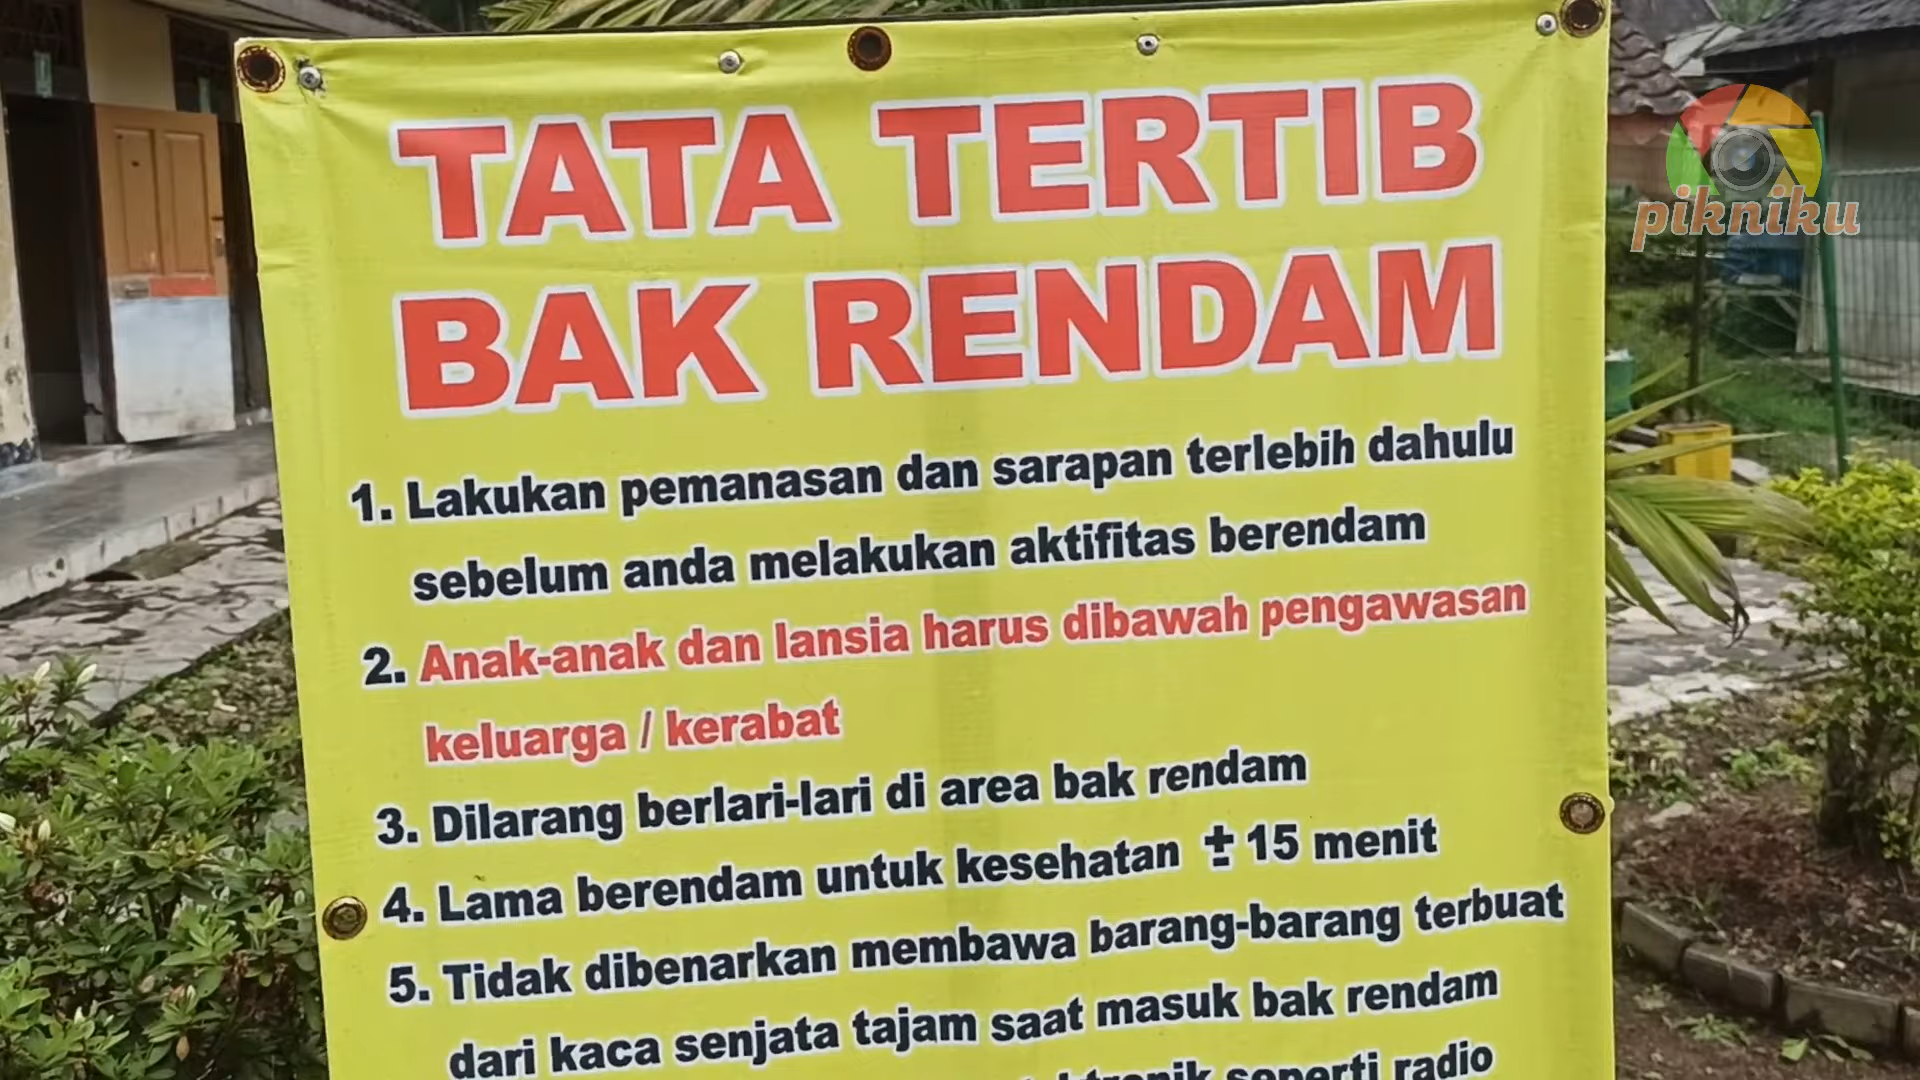 TATA TERTIB
BAK RENDAM
pikniku
1. Lakukan pemanasan dan sarapan terlebih dahulu
sebelum anda melakukan aktifitas berendam
2. Anak-anak dan lansia harus dibawah pengawasan
keluarga / kerabat
3. Dilarang berlari-lari di area bak rendam
4. Lama berendam untuk kesehatan ± 15 menit
5. Tidak dibenarkan membawa barang-barang terbuat
dari kaca senjata tajam saat masuk bak rendam
seperti radio